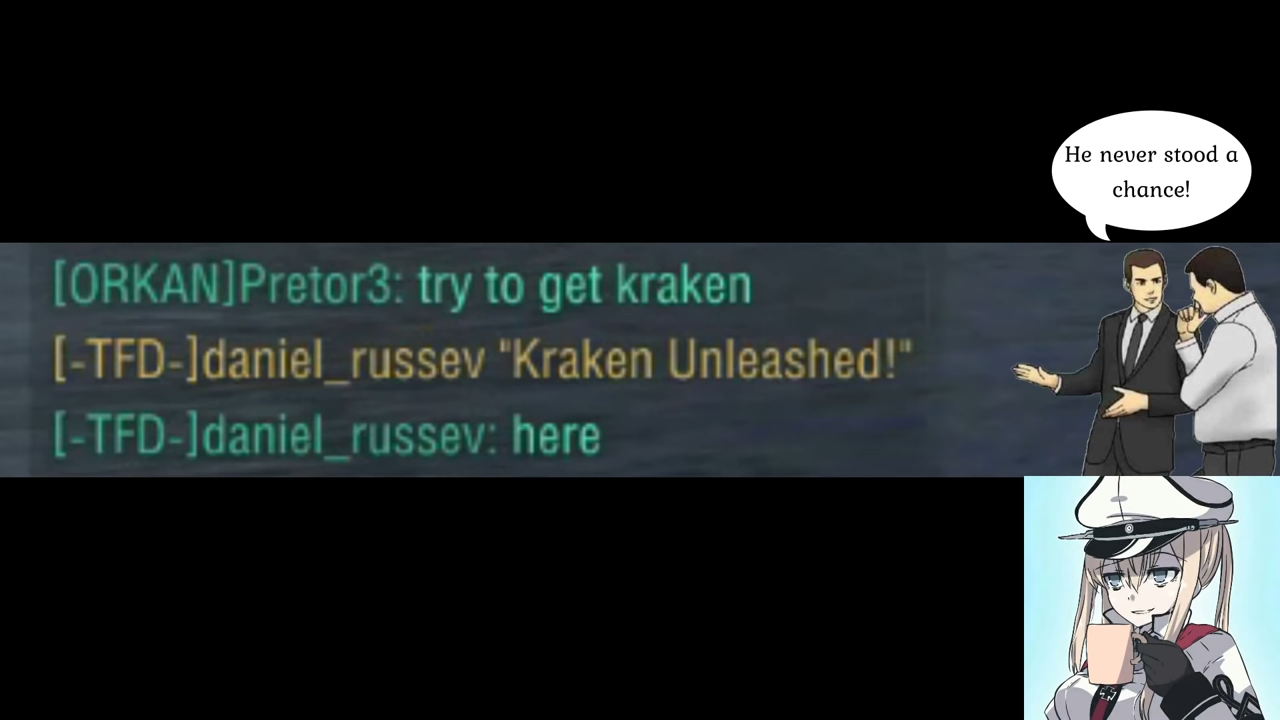 He never stood a
chance!
[ORKAN]Pretor3: try to get kraken
[-TFD-]daniel_russev "Kraken Unleashed!"
[-TFD-]daniel_russev: here